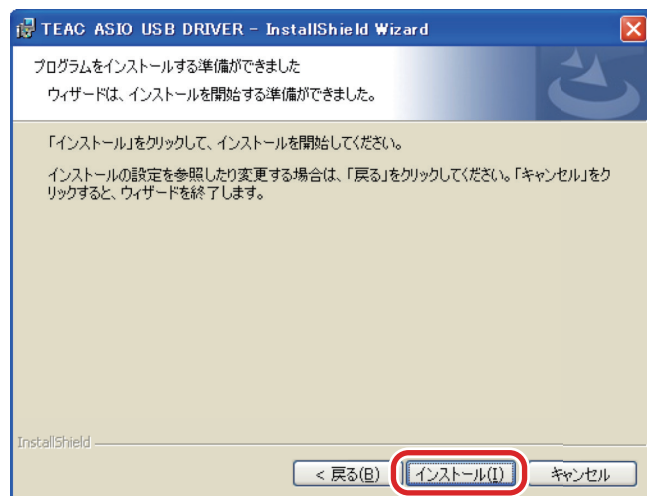 TEAC ASIO USB DRIVER - InstallShield Wizard
プログラムをインストールする準備ができました
ウィザードは、インストールを開始する準備ができました。
「インストール」をクリックして、インストールを開始してください。
インストールの設定を参照したり変更する場合は、「戻る」をクリックしてください。「キャンセル」をク
リックすると、ウィザードを終了します。
InstallShield
< 戻る(B)
インストール(I)
キャンセル